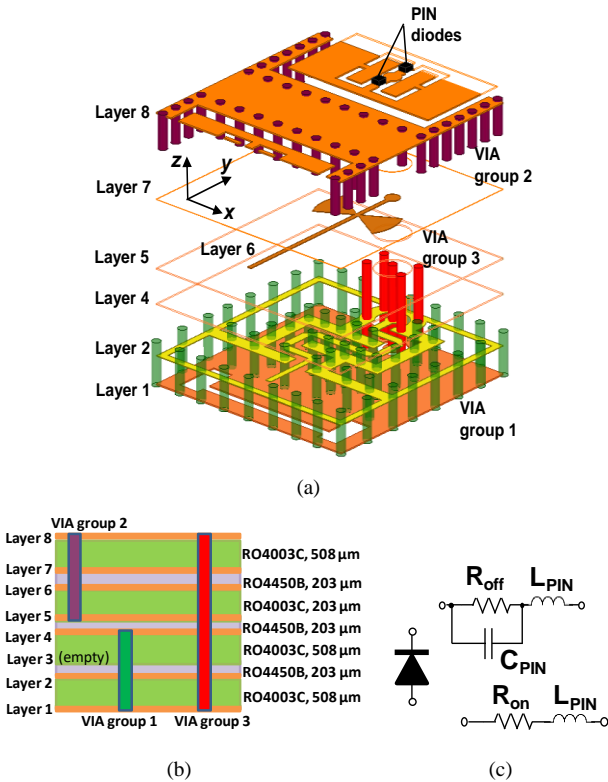 PIN
diodes
Layer 8
VIA
group 2
z
y
x
Layer 7
Layer 5
Layer 6
VIA
group 3
Layer 4
Layer 2
Layer 1
VIA
group 1
(a)
VIA group 2
Layer 8
RO4003C, 508 µm
Layer 7
RO4450B, 203 µm
Layer 6
RO4003C, 203 µm
Layer 5
RO4450B, 203 µm
Layer 4
RO4003C, 508 µm
Layer 3 (empty)
RO4450B, 203 µm
Layer 2
RO4003C, 508 µm
Layer 1
VIA group 1 VIA group 3
(b)
Roff LPIN
CPIN
Ron LPIN
(c)